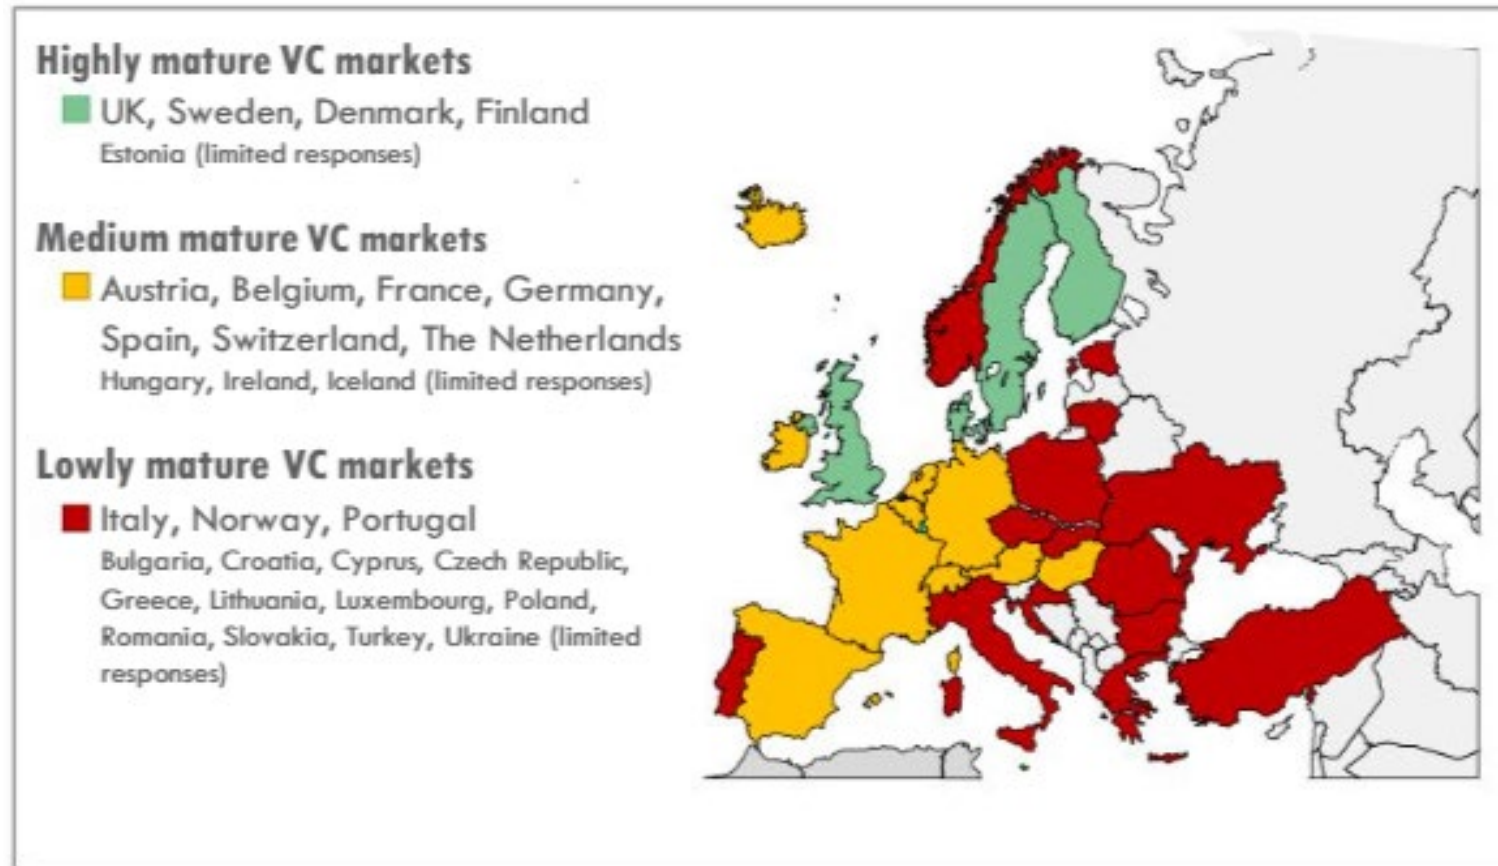 Highly mature VC markets
UK, Sweden, Denmark, Finland
Estonia (limited responses)
Medium mature VC markets
Austria, Belgium, France, Germany,
Spain, Switzerland, The Netherlands
Hungary, Ireland, Iceland (limited responses)
Lowly mature VC markets
Italy, Norway, Portugal
Bulgaria, Croatia, Cyprus, Czech Republic,
Greece, Lithuania, Luxembourg, Poland,
Romania, Slovakia, Turkey, Ukraine (limited
responses)